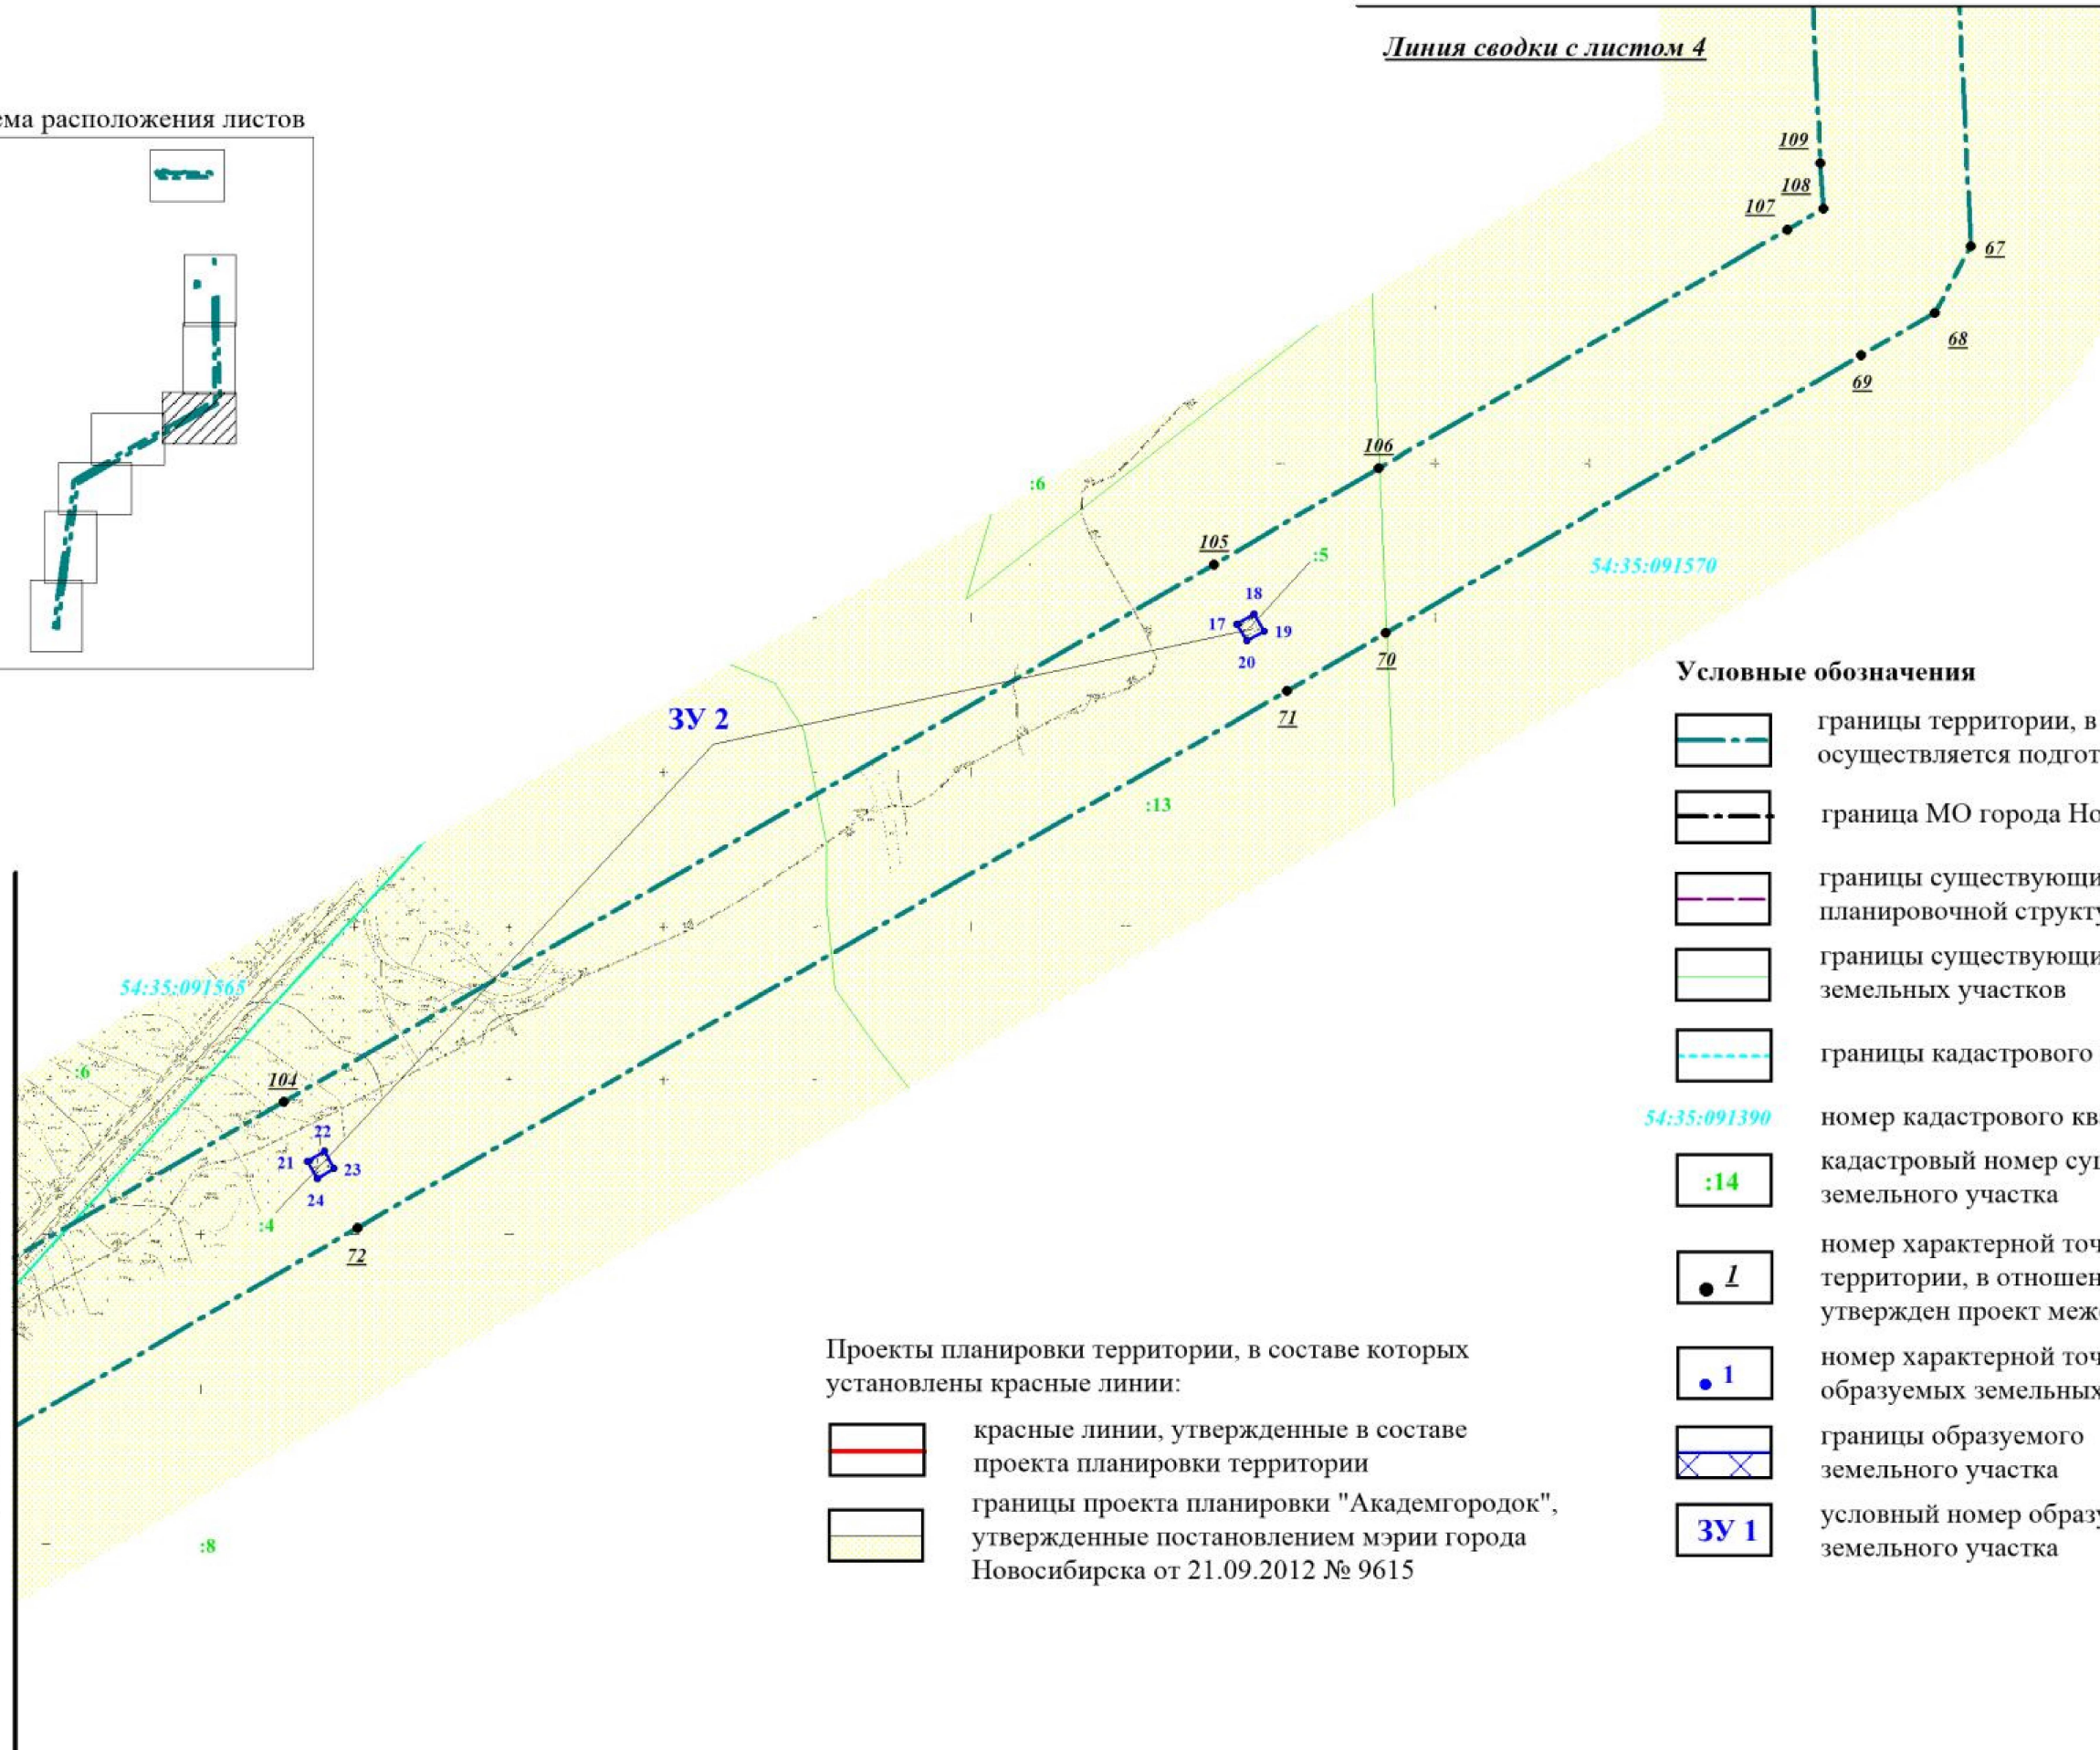 Линия сводки с листом 4
ема расположения листов
109
108
107
67
68
69
106
:6
105
:5
54:35:091570
18
17
19
20
70
71
ЗУ 2
:13
54:35:091565
:6
104
22
21
23
24
:4
72
:8
Условные обозначения
границы территории, в
осуществляется подгот
граница МО города Но
границы существующи
планировочной структу
границы существующи
земельных участков
границы кадастрового
54:35:091390
номер кадастрового кв
:14
кадастровый номер сущ
земельного участка
1
номер характерной точ
территории, в отношен
утвержден проект меж
1
номер характерной точ
образуемых земельных
границы образуемого
земельного участка
ЗУ 1
условный номер образу
земельного участка
Проекты планировки территории, в составе которых
установлены красные линии:
красные линии, утвержденные в составе
проекта планировки территории
границы проекта планировки "Академгородок",
утвержденные постановлением мэрии города
Новосибирска от 21.09.2012 № 9615